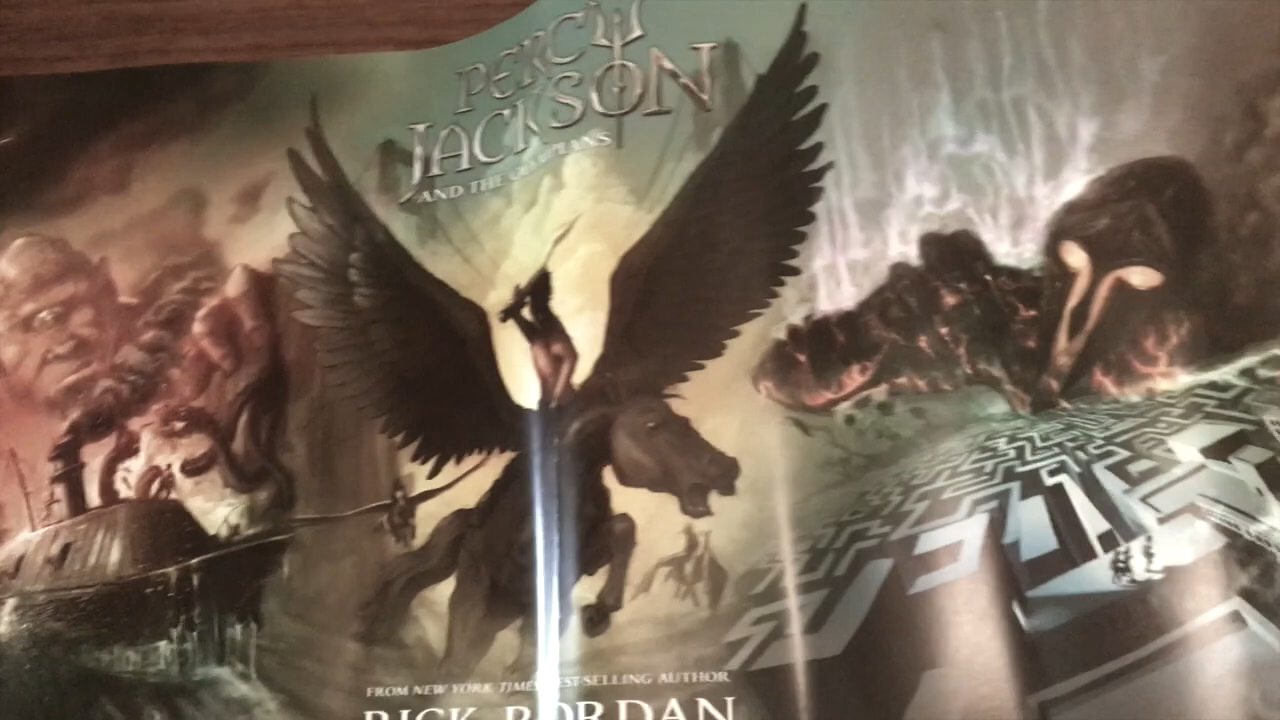 PERCY
JACKSON
AND THE OLYMPIANS
FROM NEW YORK TIMES BEST-SELLING AUTHOR
RICK RIORDAN